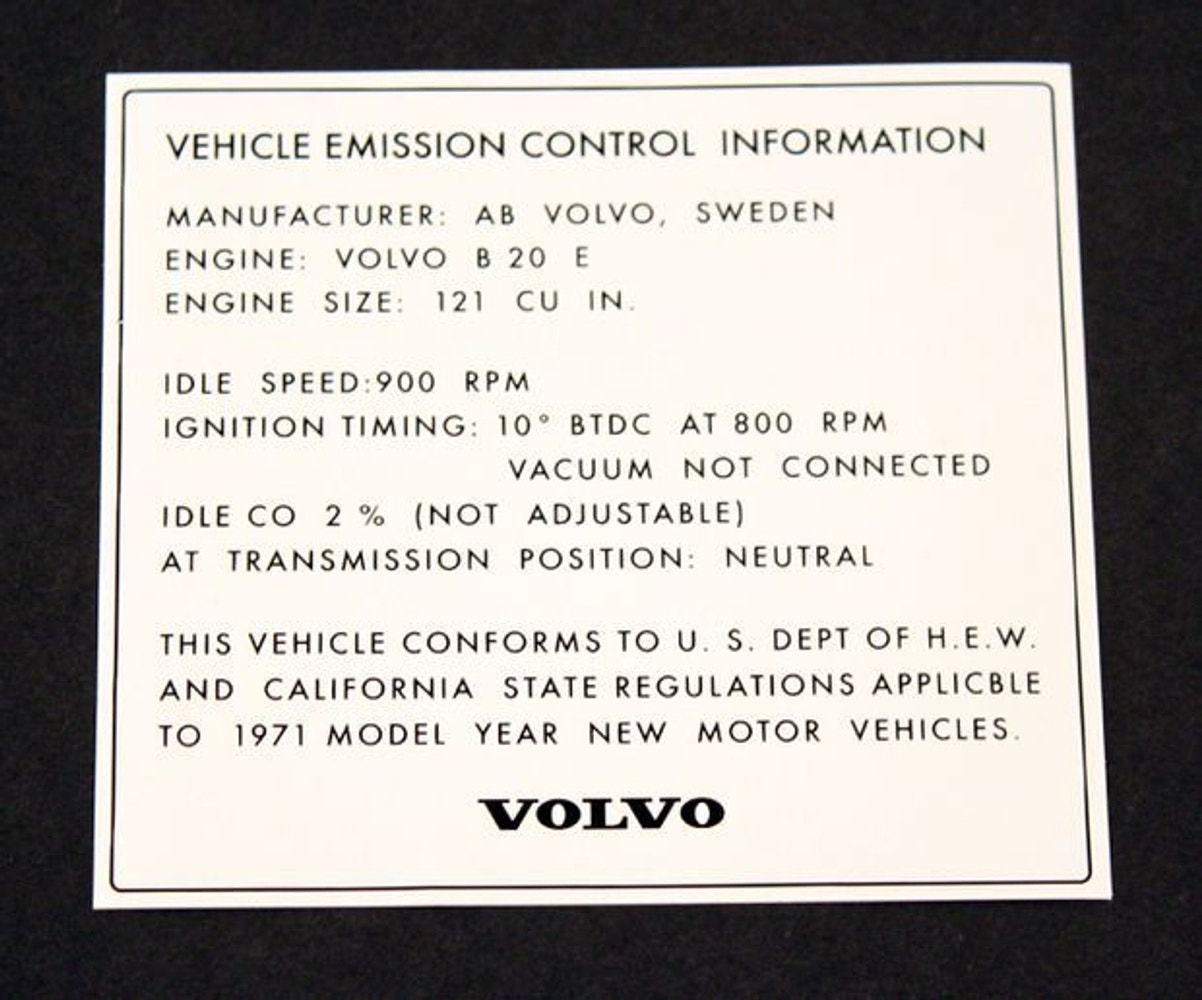 VEHICLE EMISSION CONTROL INFORMATION
MANUFACTURER: AB VOLVO, SWEDEN
ENGINE: VOLVO B 20 E
ENGINE SIZE: 121 CU IN.
IDLE SPEED:900 RPM
IGNITION TIMING: 10° BTDC AT 800 RPM
VACUUM NOT CONNECTED
IDLE CO 2 % (NOT ADJUSTABLE)
AT TRANSMISSION POSITION: NEUTRAL
THIS VEHICLE CONFORMS TO U. S. DEPT OF H.E.W.
AND CALIFORNIA STATE REGULATIONS APPLICBLE
TO 1971 MODEL YEAR NEW MOTOR VEHICLES.
VOLVO